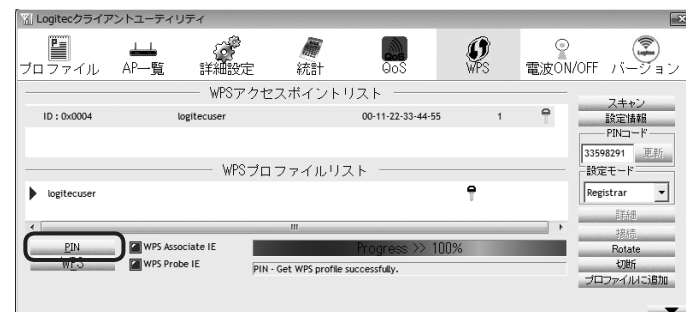 Logitecクライアントユーティリティ
プロファイル AP一覧 詳細設定 統計 QoS WPS 電波ON/OFF バージョン
WPSアクセスポイントリスト
ID : 0x0004 logitecuser 00-11-22-33-44-55 1
WPSプロファイルリスト
logitecuser
PIN
WPS
WPS Associate IE
WPS Probe IE
Progress >> 100%
PIN - Get WPS profile successfully.
スキャン
設定情報
PINコード
33598291 更新
設定モード
Registrar
詳細
接続
Rotate
切断
プロファイルに追加